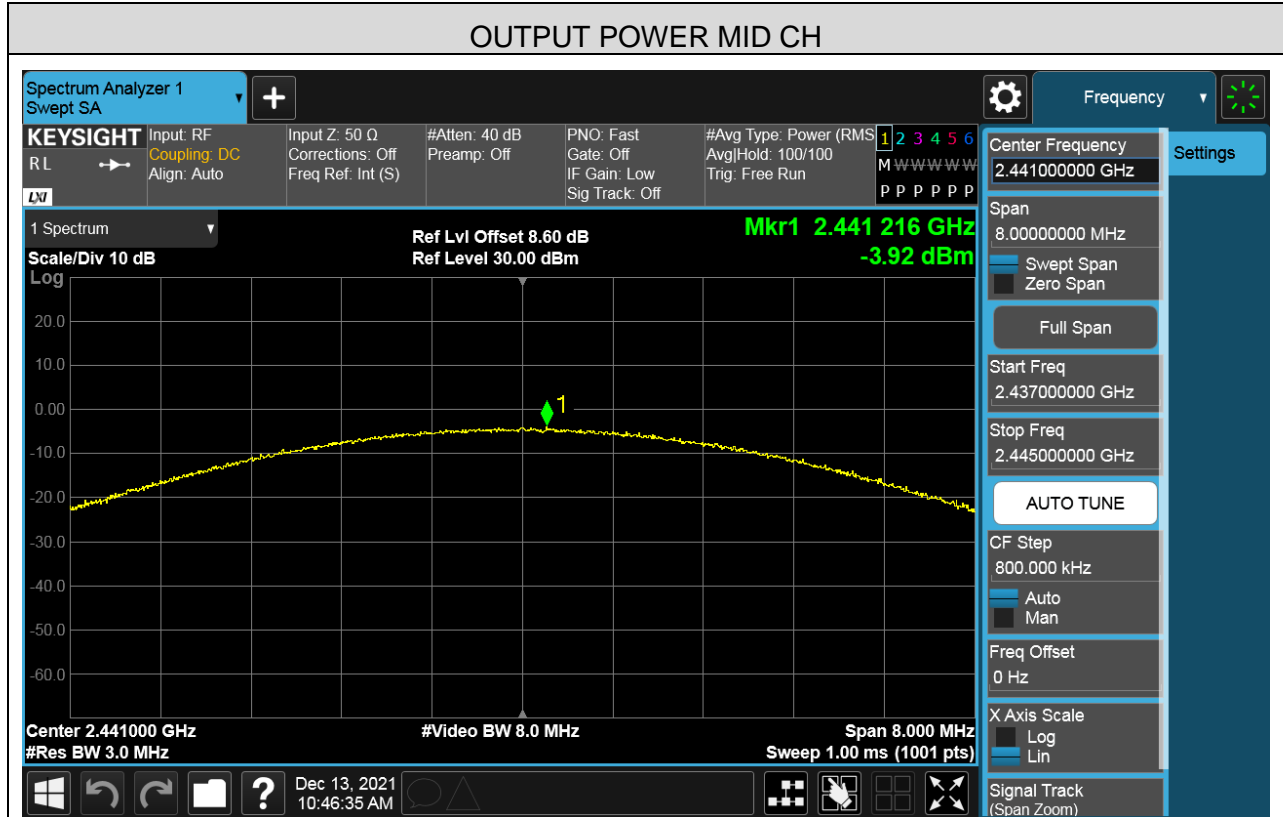 OUTPUT POWER MID CH
Spectrum Analyzer 1
Swept SA
Frequency
KEYSIGHT
RL
LXI
Input: RF
Coupling: DC
Align: Auto
Input Z: 50 Ω
Corrections: Off
Freq Ref: Int (S)
#Atten: 40 dB
Preamp: Off
PNO: Fast
Gate: Off
IF Gain: Low
Sig Track: Off
#Avg Type: Power (RMS
Avg|Hold: 100/100
Trig: Free Run
1 2 3 4 5 6
M W W W W W
P P P P P P
1 Spectrum
Scale/Div 10 dB
Ref Lvl Offset 8.60 dB
Ref Level 30.00 dBm
Mkr1 2.441 216 GHz
-3.92 dBm
Log
20.0
10.0
0.00
-10.0
-20.0
-30.0
-40.0
-50.0
-60.0
1
Center 2.441000 GHz
#Res BW 3.0 MHz
#Video BW 8.0 MHz
Span 8.000 MHz
Sweep 1.00 ms (1001 pts)
Center Frequency
2.441000000 GHz
Settings
Span
8.00000000 MHz
Swept Span
Zero Span
Full Span
Start Freq
2.437000000 GHz
Stop Freq
2.445000000 GHz
AUTO TUNE
CF Step
800.000 kHz
Auto
Man
Freq Offset
0 Hz
X Axis Scale
Log
Lin
Signal Track
(Span Zoom)
?
Dec 13, 2021
10:46:35 AM